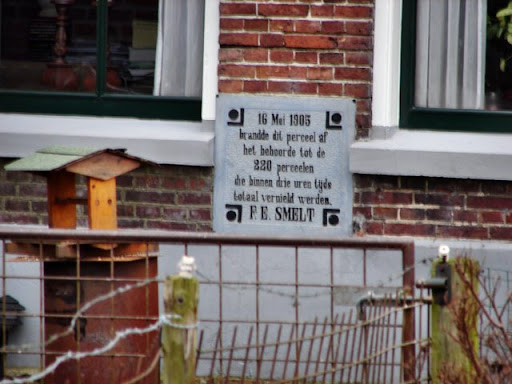 16 Mei 1905
brandde dit perceel af
het behoorde tot de
220 perceelen
die binnen drie uren tijds
totaal vernield werden.
F. E. SMELT